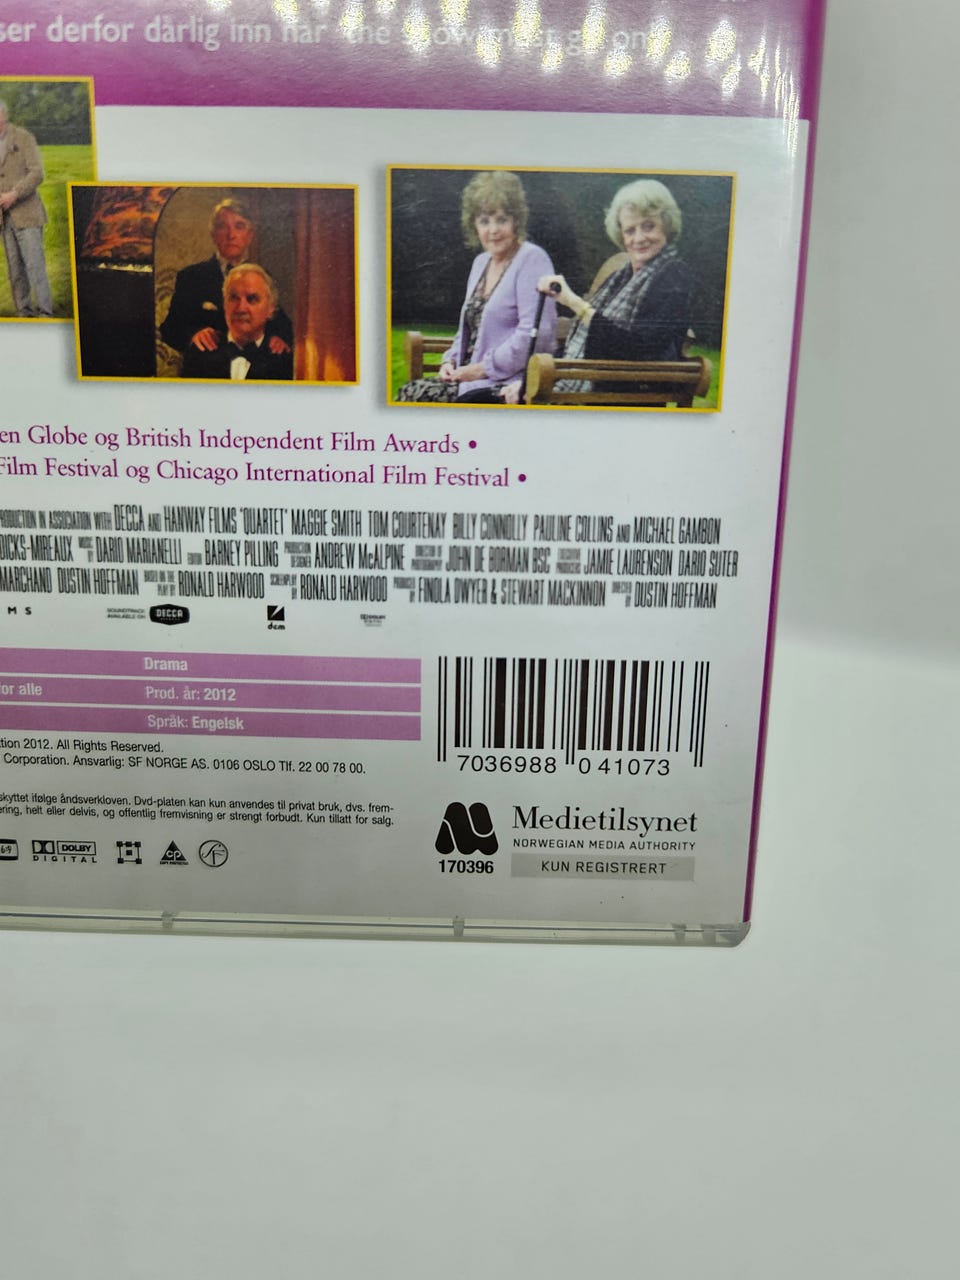 ser derfor dårlig inn når "the show must go on"
en Globe og British Independent Film Awards •
Film Festival og Chicago International Film Festival •
PRODUCTION IN ASSOCIATION WITH DECCA AND HANWAY FILMS "QUARTET" MAGGIE SMITH TOM COURTENAY BILLY CONNOLLY PAULINE COLLINS AND MICHAEL GAMBON
DICKS-MIREAUX MUSIC BY DARIO MARIANELLI EDITOR BARNEY PILLING PRODUCTION DESIGNER ANDREW McALPINE DIRECTOR OF PHOTOGRAPHY JOHN DE BORMAN BSC EXECUTIVE PRODUCERS JAMIE LAURENSON DARIO SUTER
MARCHAND DUSTIN HOFFMAN BASED ON THE PLAY BY RONALD HARWOOD SCREENPLAY BY RONALD HARWOOD PRODUCED BY FINOLA DWYER & STEWART MACKINNON DIRECTED BY DUSTIN HOFFMAN
M S
SOUNDTRACK AVAILABLE ON DECCA
dcm
Drama
or alle
Prod. år: 2012
Språk: Engelsk
tion 2012. All Rights Reserved.
Corporation. Ansvarlig: SF NORGE AS. 0106 OSLO Tlf. 22 00 78 00.
skyttet ifølge åndsverkloven. Dvd-platen kan kun anvendes til privat bruk, dvs. frem-
ering, helt eller delvis, og offentlig fremvisning er strengt forbudt. Kun tillatt for salg.
DOLBY
DIGITAL
CP
7036988 041073
Medietilsynet
NORWEGIAN MEDIA AUTHORITY
170396
KUN REGISTRERT